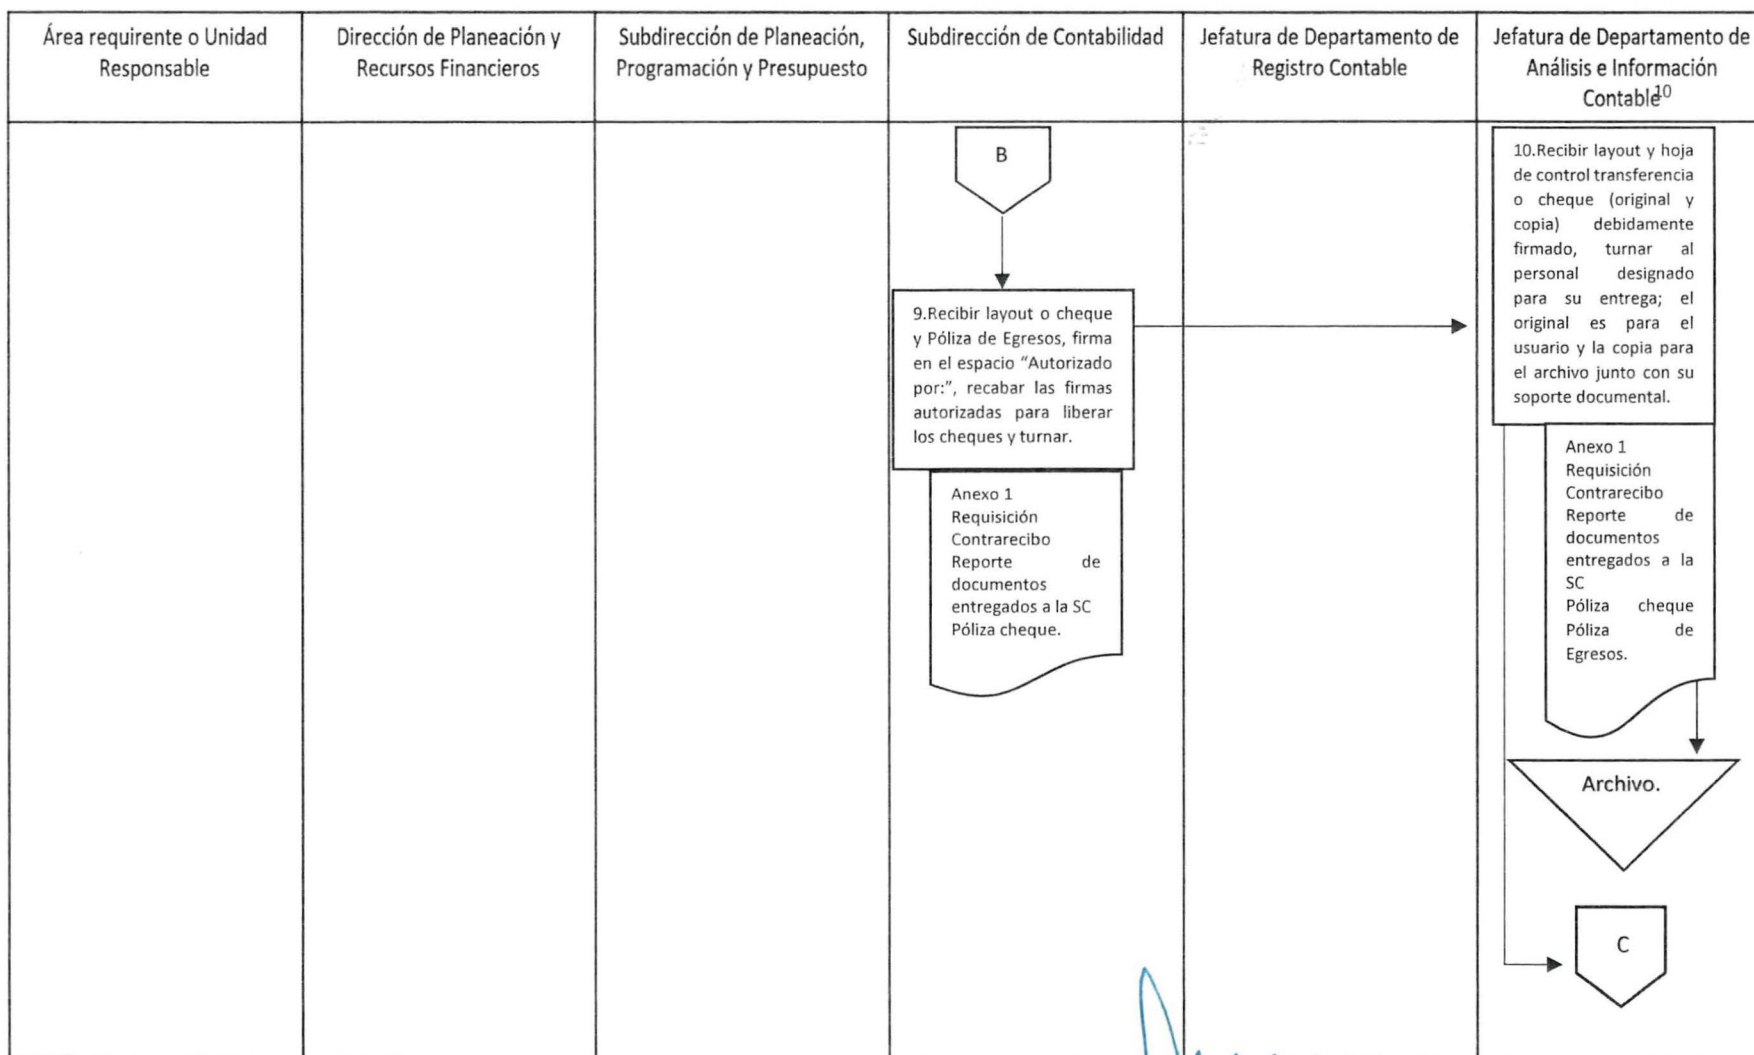 Área requirente o Unidad
Responsable
Dirección de Planeación y
Recursos Financieros
Subdirección de Planeación,
Programación y Presupuesto
Subdirección de Contabilidad
Jefatura de Departamento de
Registro Contable
Jefatura de Departamento de
Análisis e Información
Contable10
B
9.Recibir layout o cheque
y Póliza de Egresos, firma
en el espacio “Autorizado
por:”, recabar las firmas
autorizadas para liberar
los cheques y turnar.
Anexo 1
Requisición
Contrarecibo
Reporte de
documentos
entregados a la SC
Póliza cheque.
10.Recibir layout y hoja
de control transferencia
o cheque (original y
copia) debidamente
firmado, turnar al
personal designado
para su entrega; el
original es para el
usuario y la copia para
el archivo junto con su
soporte documental.
Anexo 1
Requisición
Contrarecibo
Reporte de
documentos
entregados a la
SC
Póliza cheque
Póliza de
Egresos.
Archivo.
C